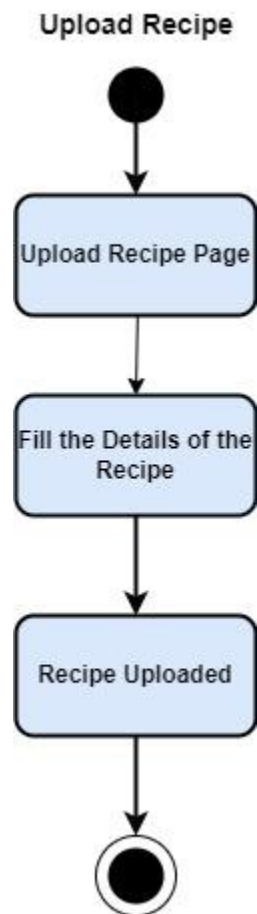 Upload Recipe
Upload Recipe Page
Fill the Details of the
Recipe
Recipe Uploaded